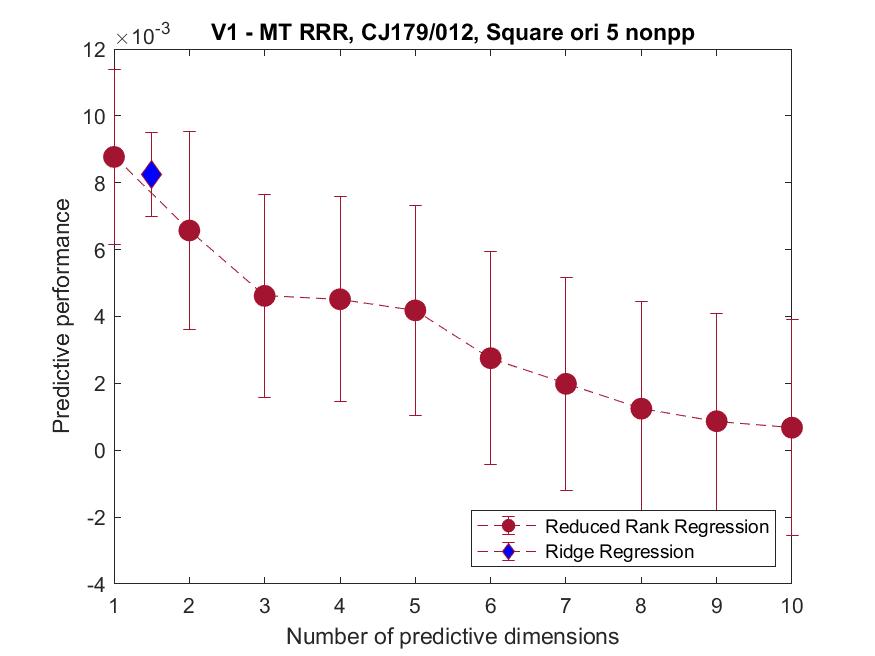 ×10-3
V1 - MT RRR, CJ179/012, Square ori 5 nonpp
12
10
8
6
4
2
0
-2
-4
Predictive performance
Reduced Rank Regression
Ridge Regression
1 2 3 4 5 6 7 8 9 10
Number of predictive dimensions